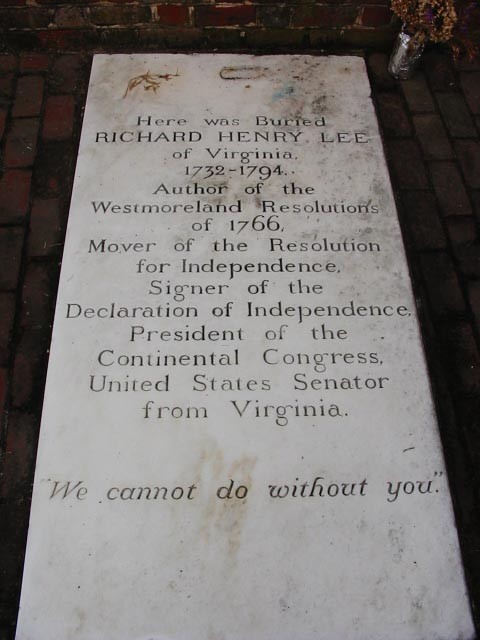 Here was Buried
RICHARD HENRY LEE
of Virginia.
1732-1794.
Author of the
Westmoreland Resolutions
of 1766,
Mover of the Resolution
for Independence,
Signer of the
Declaration of Independence,
President of the
Continental Congress,
United States Senator
from Virginia.
"We cannot do without you."